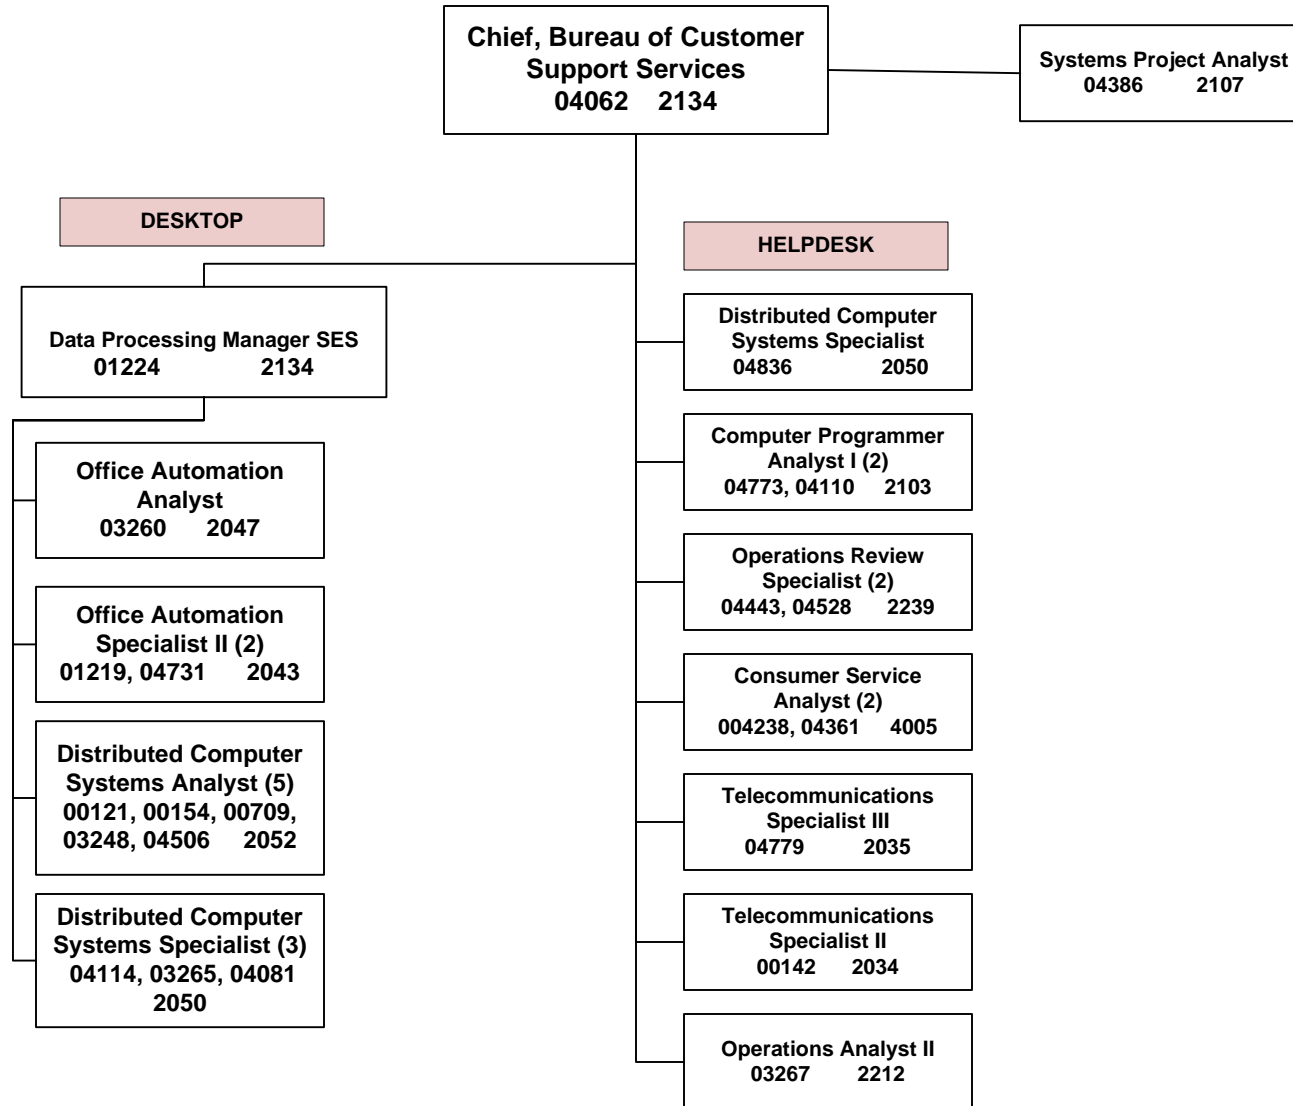 Chief, Bureau of Customer
Support Services
04062 2134
Systems Project Analyst
04386 2107
DESKTOP
Data Processing Manager SES
01224 2134
Office Automation
Analyst
03260 2047
Office Automation
Specialist II (2)
01219, 04731 2043
Distributed Computer
Systems Analyst (5)
00121, 00154, 00709,
03248, 04506 2052
Distributed Computer
Systems Specialist (3)
04114, 03265, 04081
2050
HELPDESK
Distributed Computer
Systems Specialist
04836 2050
Computer Programmer
Analyst I (2)
04773, 04110 2103
Operations Review
Specialist (2)
04443, 04528 2239
Consumer Service
Analyst (2)
004238, 04361 4005
Telecommunications
Specialist III
04779 2035
Telecommunications
Specialist II
00142 2034
Operations Analyst II
03267 2212